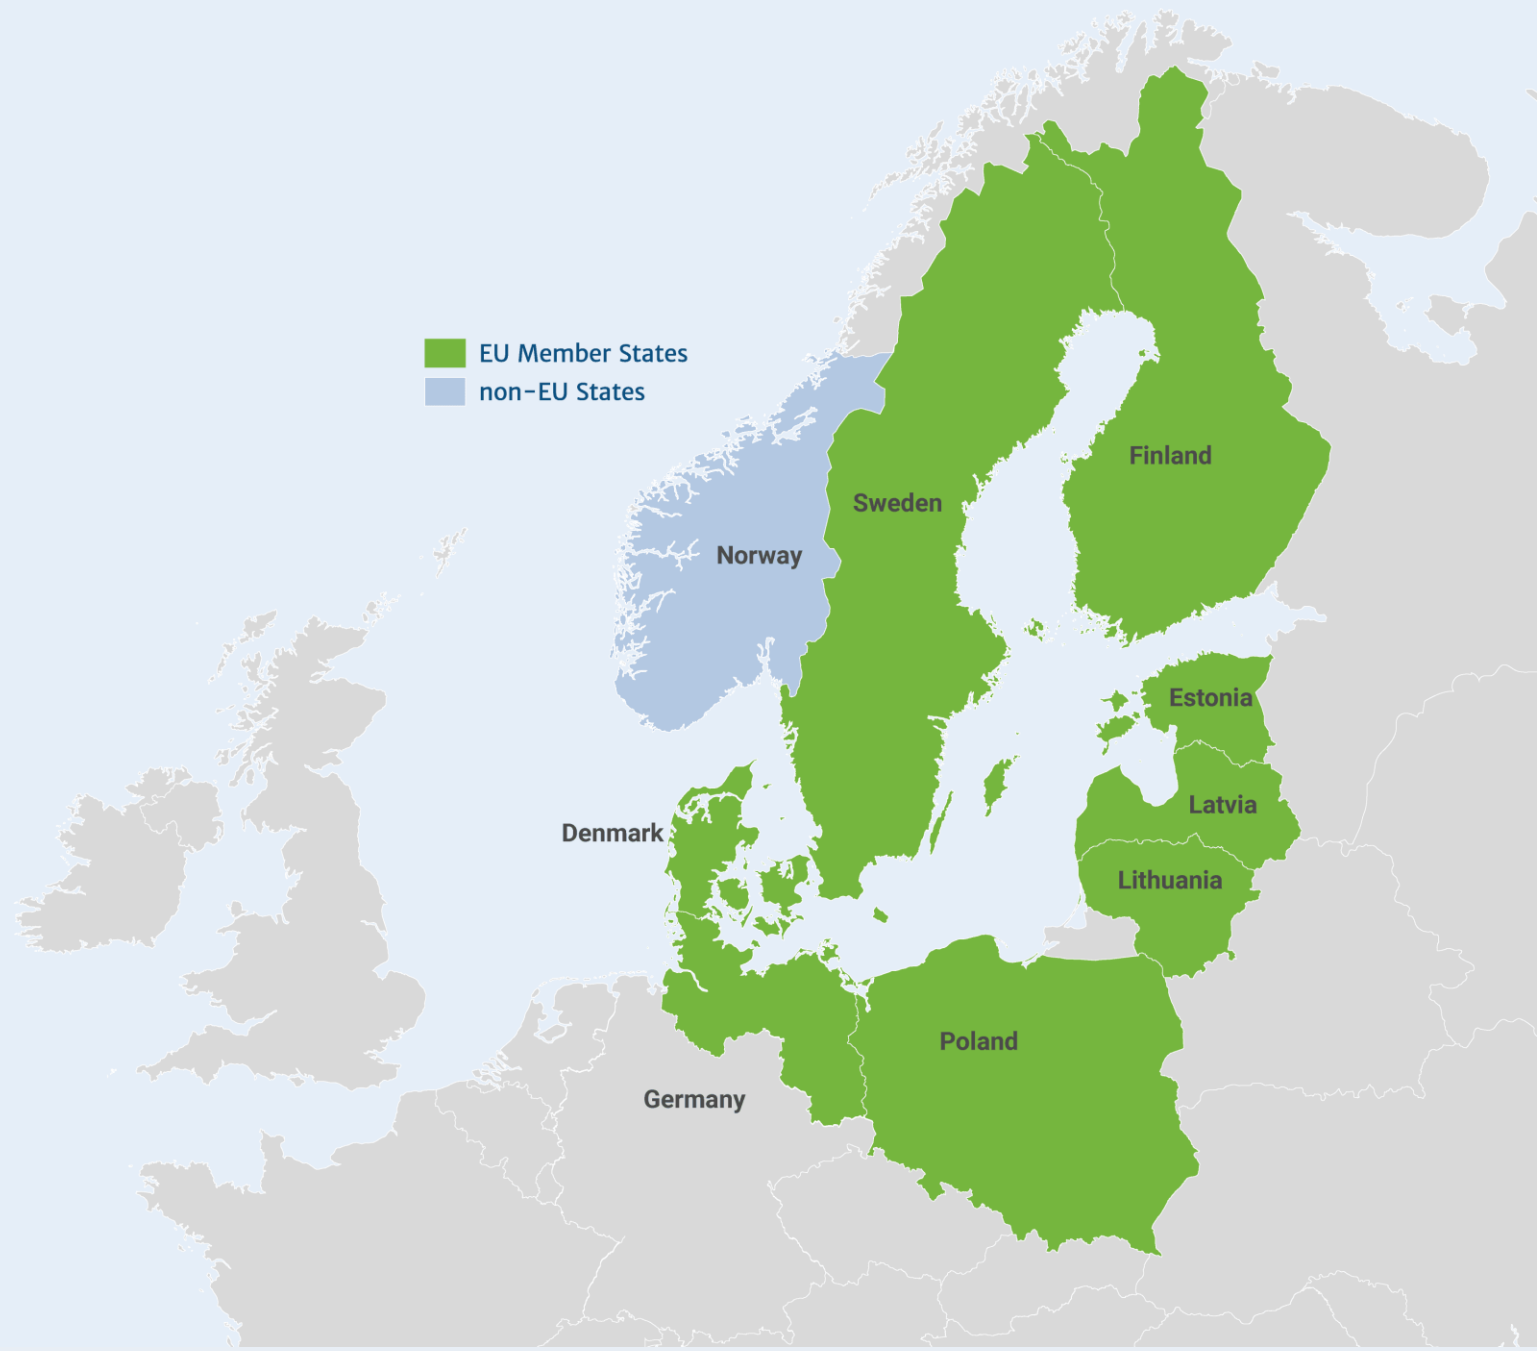 EU Member States
non-EU States
Finland
Sweden
Norway
Estonia
Latvia
Denmark
Lithuania
Poland
Germany